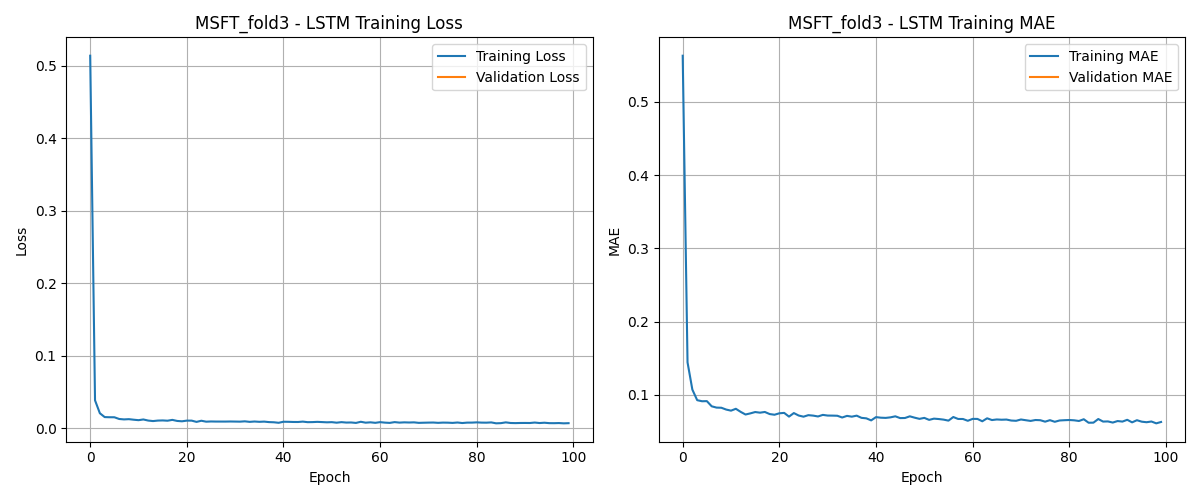 MSFT_fold3 - LSTM Training Loss
Training Loss
Validation Loss
0.5
0.4
0.3
0.2
0.1
0.0
Loss
0
20
40
60
80
100
Epoch
MSFT_fold3 - LSTM Training MAE
Training MAE
Validation MAE
0.5
0.4
0.3
0.2
0.1
MAE
0
20
40
60
80
100
Epoch